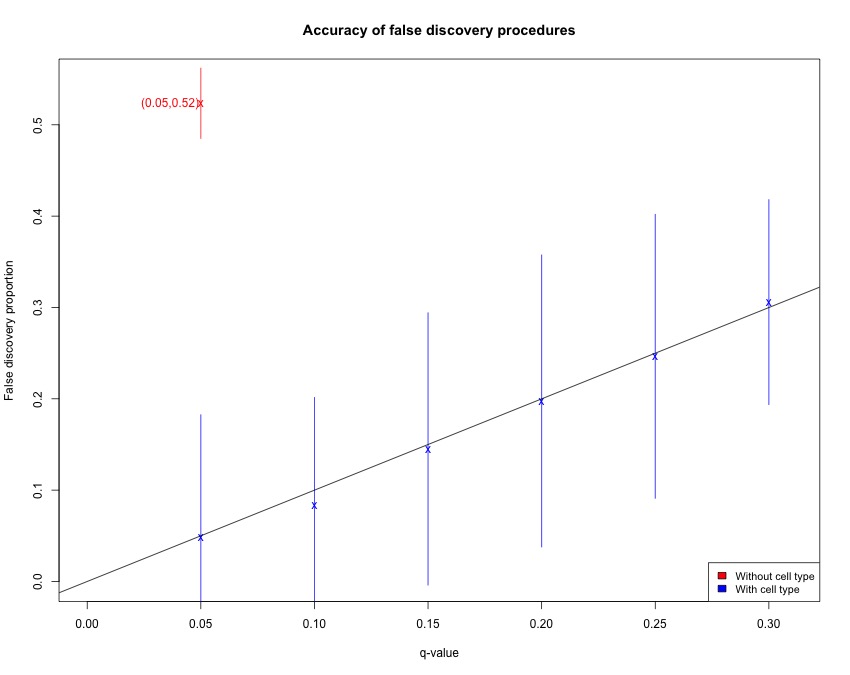 Accuracy of false discovery procedures
(0.05,0.52)
x
False discovery proportion
0.5
0.4
0.3
0.2
0.1
0.0
x
x
x
x
x
x
Without cell type
With cell type
0.00 0.05 0.10 0.15 0.20 0.25 0.30
q-value